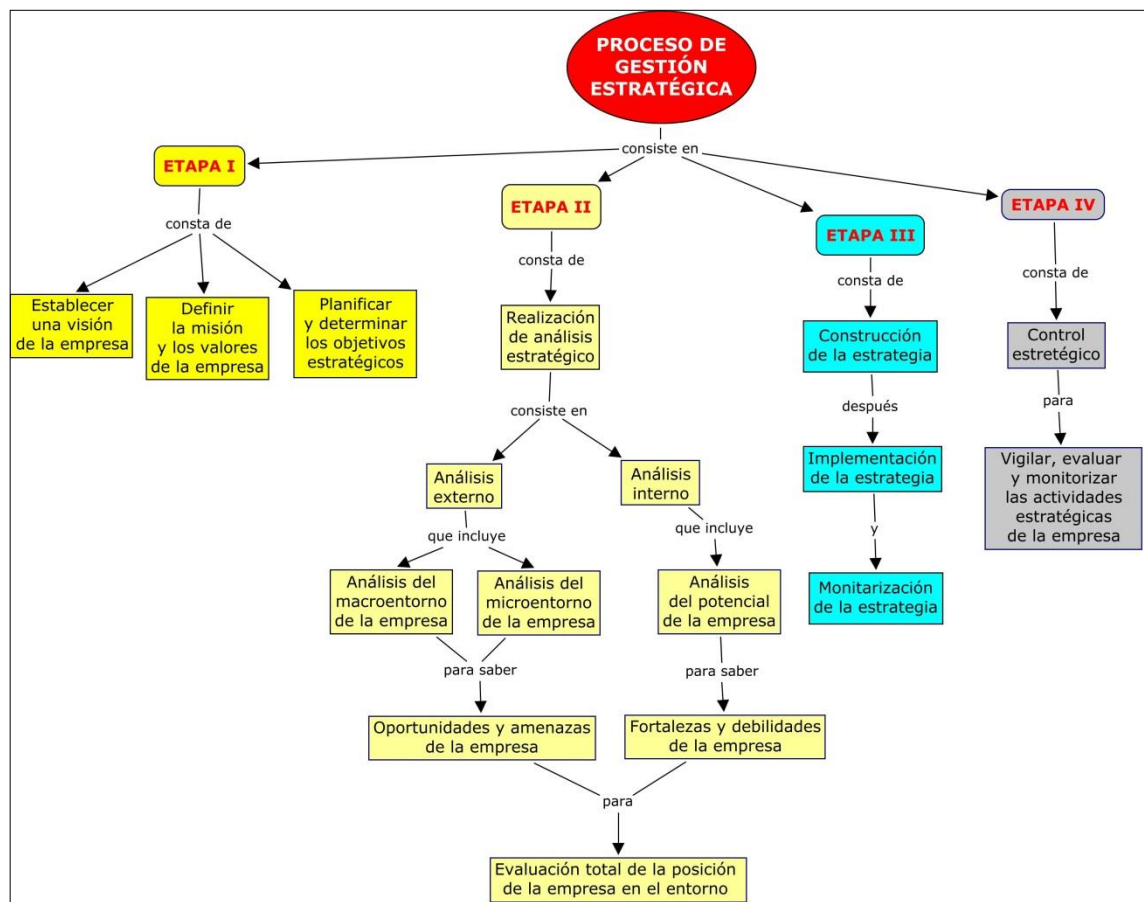 PROCESO DE
GESTIÓN
ESTRATÉGICA
consiste en
ETAPA I
consta de
Establecer
una visión
de la empresa
Definir
la misión
y los valores
de la empresa
Planificar
y determinar
los objetivos
estratégicos
ETAPA II
consta de
Realización
de análisis
estratégico
consiste en
Análisis
externo
que incluye
Análisis del
macroentorno
de la empresa
Análisis del
microentorno
de la empresa
para saber
Oportunidades y amenazas
de la empresa
Análisis
interno
que incluye
Análisis
del potencial
de la empresa
para saber
Fortalezas y debilidades
de la empresa
para
Evaluación total de la posición
de la empresa en el entorno
ETAPA III
consta de
Construcción
de la estrategia
después
Implementación
de la estrategia
y
Monitarización
de la estrategia
ETAPA IV
consta de
Control
estretégico
para
Vigilar, evaluar
y monitorizar
las actividades
estratégicas
de la empresa